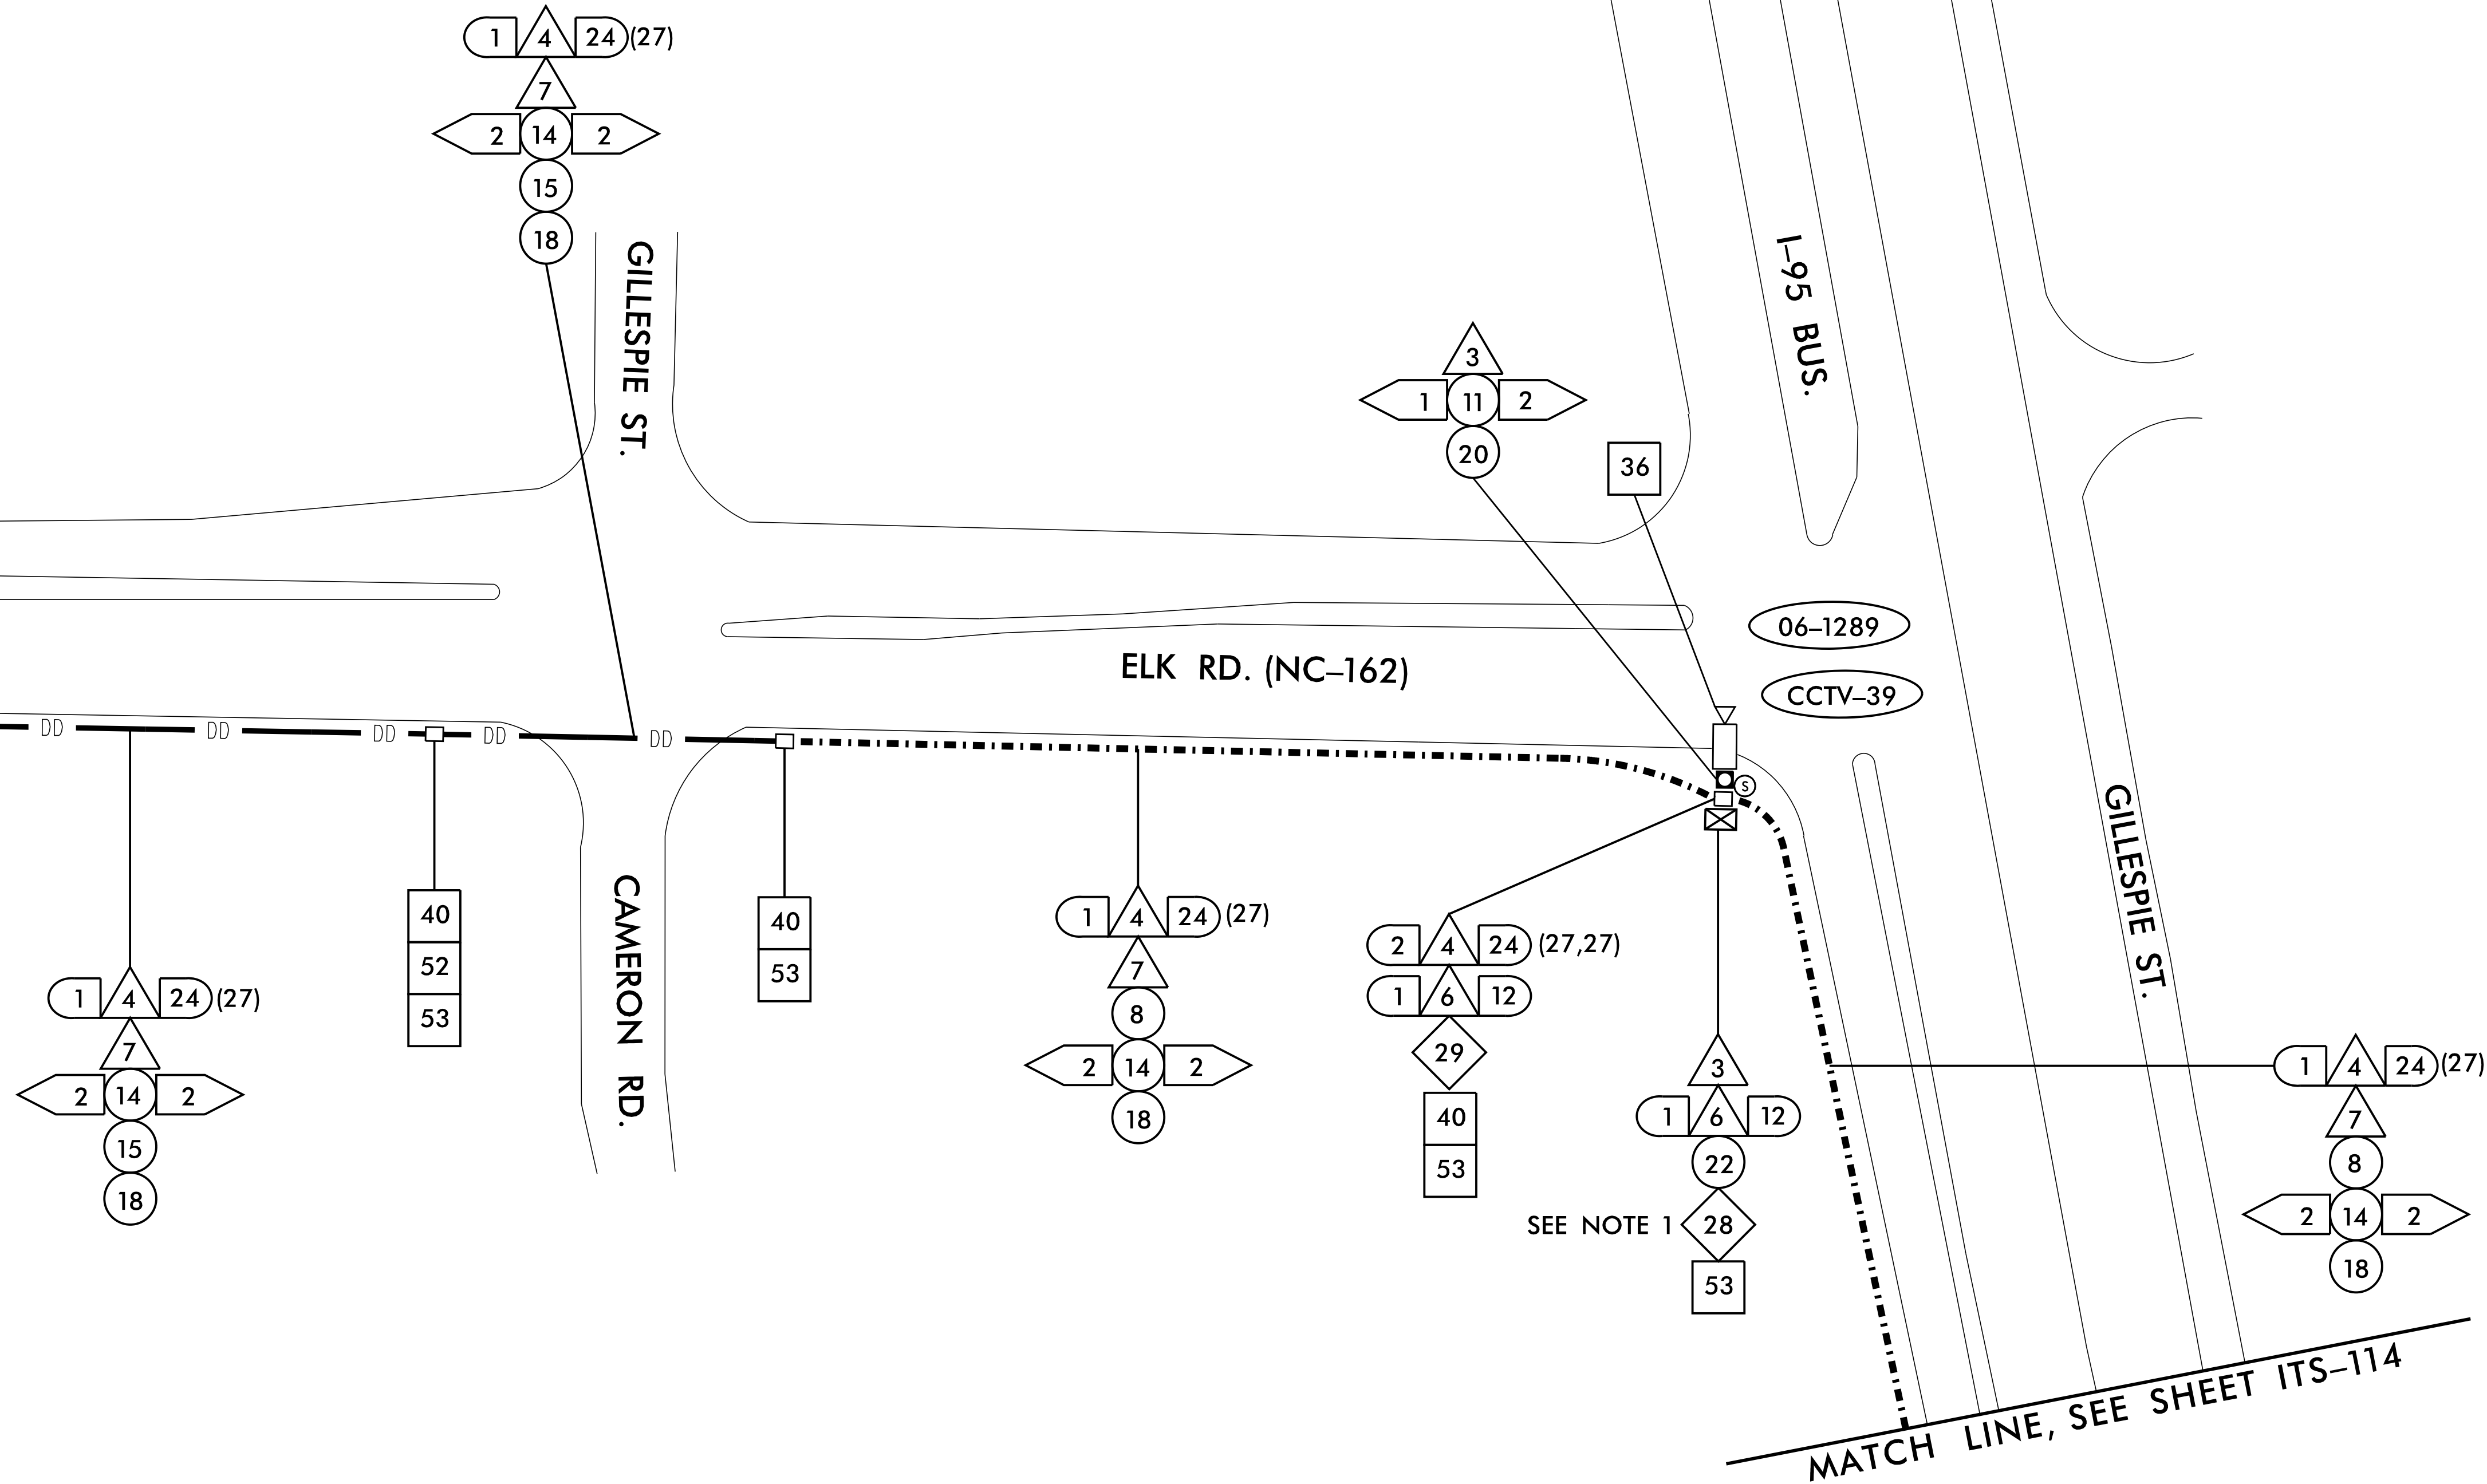 1 4 24 (27)
7
2 14 2
15
18
GILLESPIE ST.
I-95 BUS.
3
1 11 2
20
36
06-1289
CCTV-39
ELK RD. (NC-162)
DD DD DD DD DD
S
GILLESPIE ST.
CAMERON RD.
1 4 24 (27)
7
2 14 2
15
18
40
52
53
40
53
1 4 24 (27)
7
8
2 14 2
18
2 4 24 (27,27)
1 6 12
29
40
53
3
1 6 12
22
SEE NOTE 1 28
53
1 4 24 (27)
7
8
2 14 2
18
MATCH LINE, SEE SHEET ITS-114